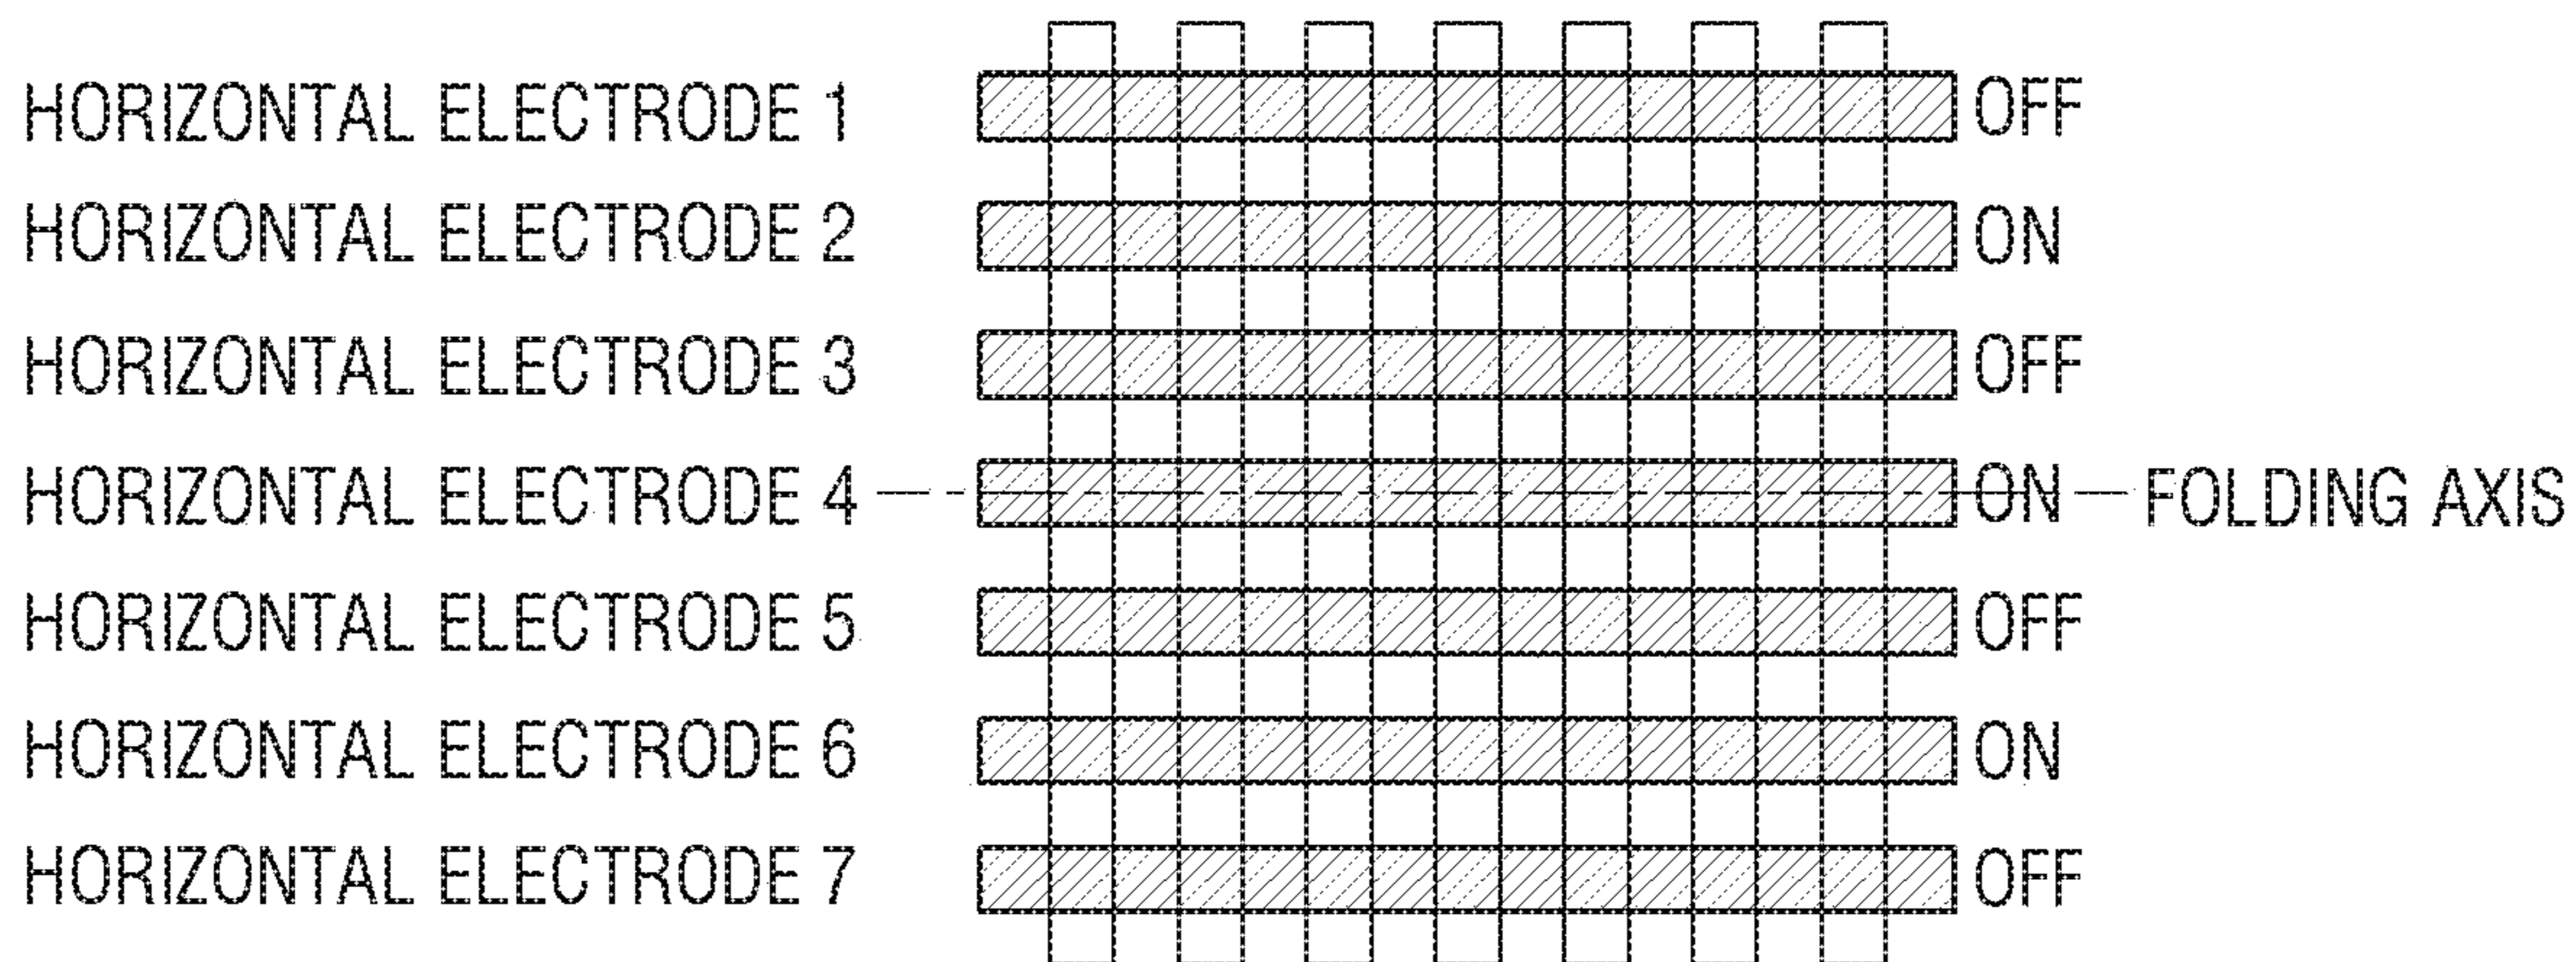 HORIZONTAL ELECTRODE 1 OFF
HORIZONTAL ELECTRODE 2 ON
HORIZONTAL ELECTRODE 3 OFF
HORIZONTAL ELECTRODE 4 ON FOLDING AXIS
HORIZONTAL ELECTRODE 5 OFF
HORIZONTAL ELECTRODE 6 ON
HORIZONTAL ELECTRODE 7 OFF